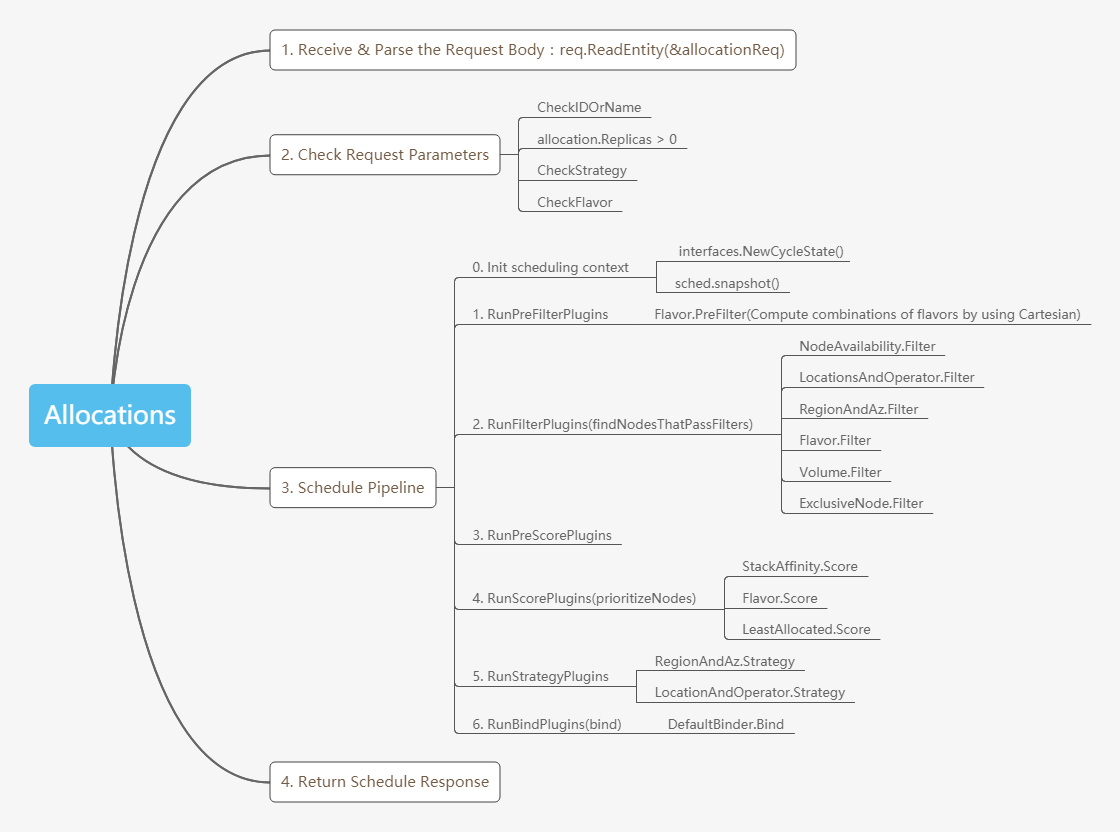 1. Receive & Parse the Request Body：req.ReadEntity(&allocationReq)
2. Check Request Parameters
CheckIDOrName
allocation.Replicas > 0
CheckStrategy
CheckFlavor
Allocations
3. Schedule Pipeline
0. Init scheduling context
interfaces.NewCycleState()
sched.snapshot()
1. RunPreFilterPlugins
Flavor.PreFilter(Compute combinations of flavors by using Cartesian)
2. RunFilterPlugins(findNodesThatPassFilters)
NodeAvailability.Filter
LocationsAndOperator.Filter
RegionAndAz.Filter
Flavor.Filter
Volume.Filter
ExclusiveNode.Filter
3. RunPreScorePlugins
4. RunScorePlugins(prioritizeNodes)
StackAffinity.Score
Flavor.Score
LeastAllocated.Score
5. RunStrategyPlugins
RegionAndAz.Strategy
LocationAndOperator.Strategy
6. RunBindPlugins(bind)
DefaultBinder.Bind
4. Return Schedule Response